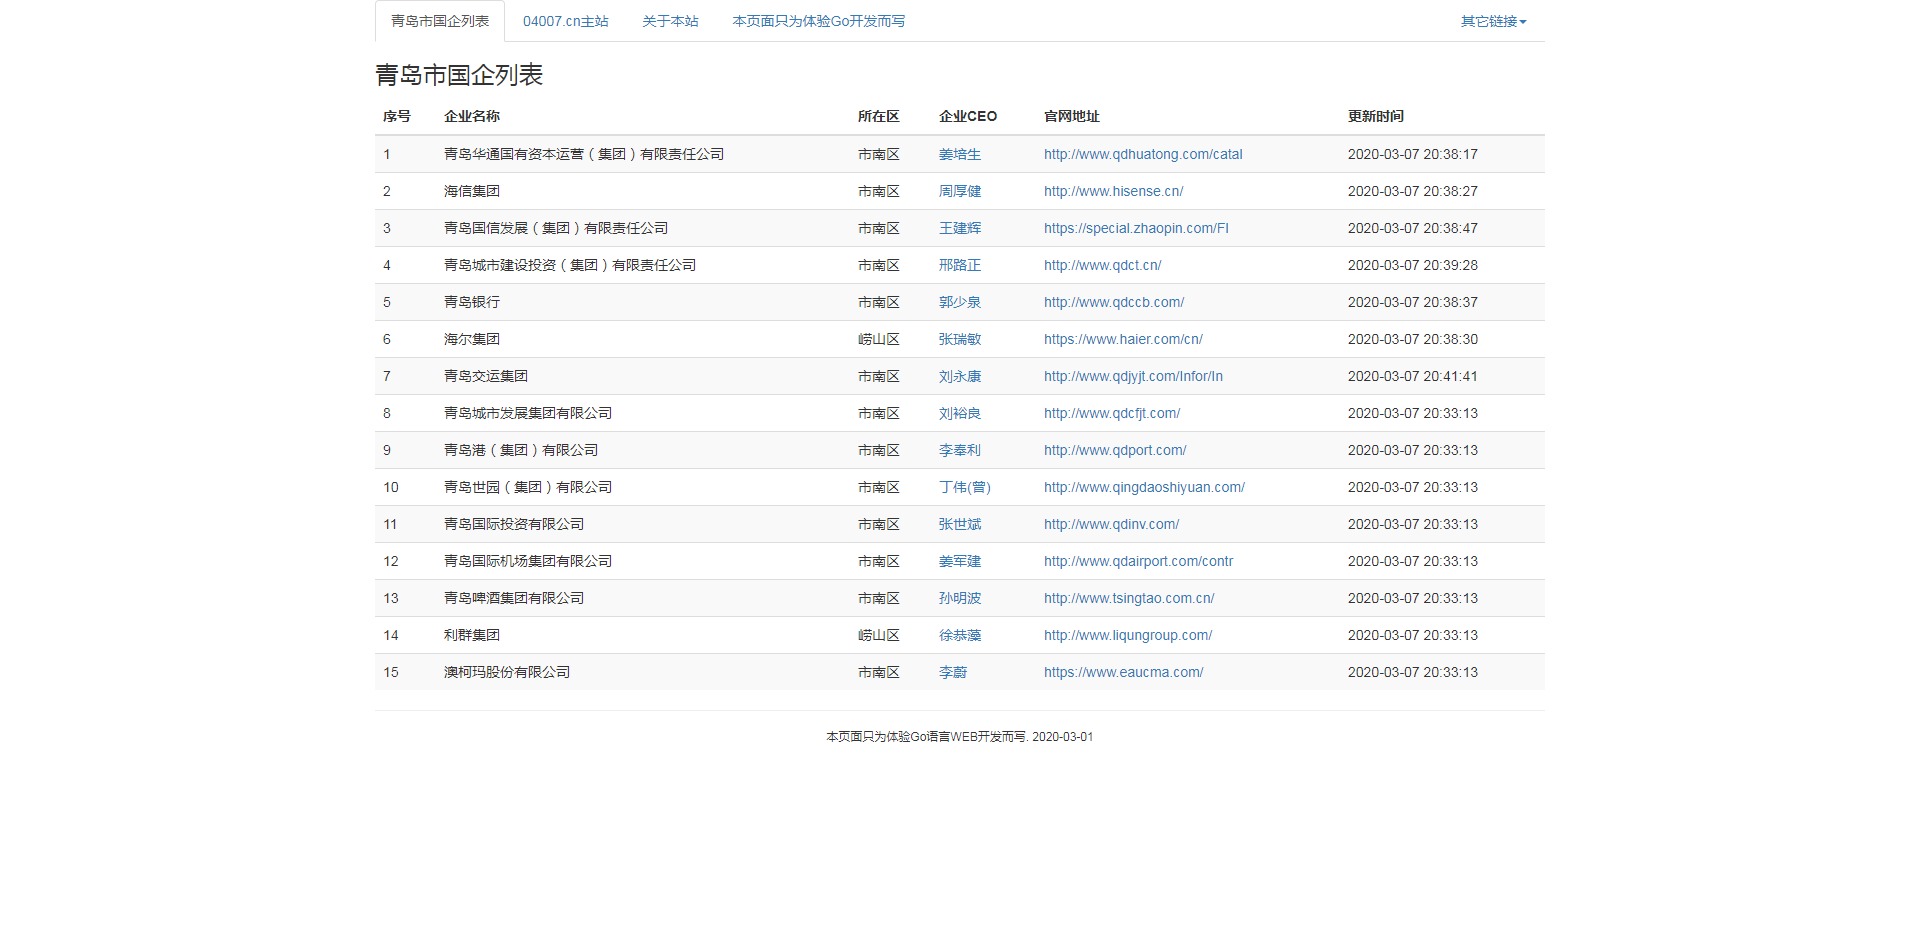 青岛市国企列表 04007.cn主站 关于本站 本页面只为体验Go开发而写 其它链接
青岛市国企列表
序号 企业名称 所在区 企业CEO 官网地址 更新时间
1 青岛华通国有资本运营（集团）有限责任公司 市南区 姜培生 http://www.qdhuatong.com/catal 2020-03-07 20:38:17
2 海信集团 市南区 周厚健 http://www.hisense.cn/ 2020-03-07 20:38:27
3 青岛国信发展（集团）有限责任公司 市南区 王建辉 https://special.zhaopin.com/FI 2020-03-07 20:38:47
4 青岛城市建设投资（集团）有限责任公司 市南区 邢路正 http://www.qdct.cn/ 2020-03-07 20:39:28
5 青岛银行 市南区 郭少泉 http://www.qdccb.com/ 2020-03-07 20:38:37
6 海尔集团 崂山区 张瑞敏 https://www.haier.com/cn/ 2020-03-07 20:38:30
7 青岛交运集团 市南区 刘永康 http://www.qdjyjt.com/Infor/In 2020-03-07 20:41:41
8 青岛城市发展集团有限公司 市南区 刘裕良 http://www.qdcfjt.com/ 2020-03-07 20:33:13
9 青岛港（集团）有限公司 市南区 李奉利 http://www.qdport.com/ 2020-03-07 20:33:13
10 青岛世园（集团）有限公司 市南区 丁伟(曾) http://www.qingdaoshiyuan.com/ 2020-03-07 20:33:13
11 青岛国际投资有限公司 市南区 张世斌 http://www.qdinv.com/ 2020-03-07 20:33:13
12 青岛国际机场集团有限公司 市南区 姜军建 http://www.qdairport.com/contr 2020-03-07 20:33:13
13 青岛啤酒集团有限公司 市南区 孙明波 http://www.tsingtao.com.cn/ 2020-03-07 20:33:13
14 利群集团 崂山区 徐恭藻 http://www.liqungroup.com/ 2020-03-07 20:33:13
15 澳柯玛股份有限公司 市南区 李蔚 https://www.eaucma.com/ 2020-03-07 20:33:13
本页面只为体验Go语言WEB开发而写. 2020-03-01